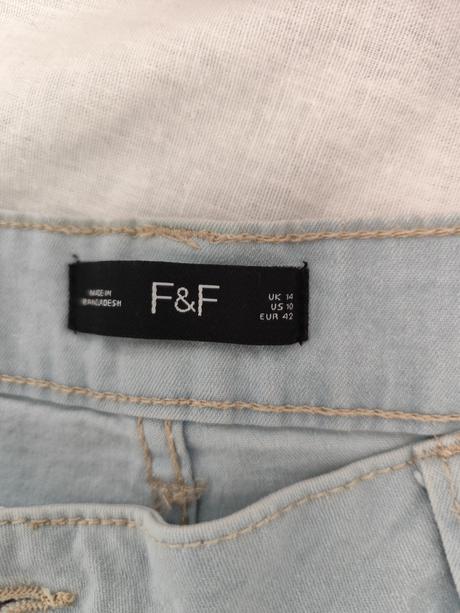 MADE IN
BANGLADESH
F&F
UK 14
US 10
EUR 42